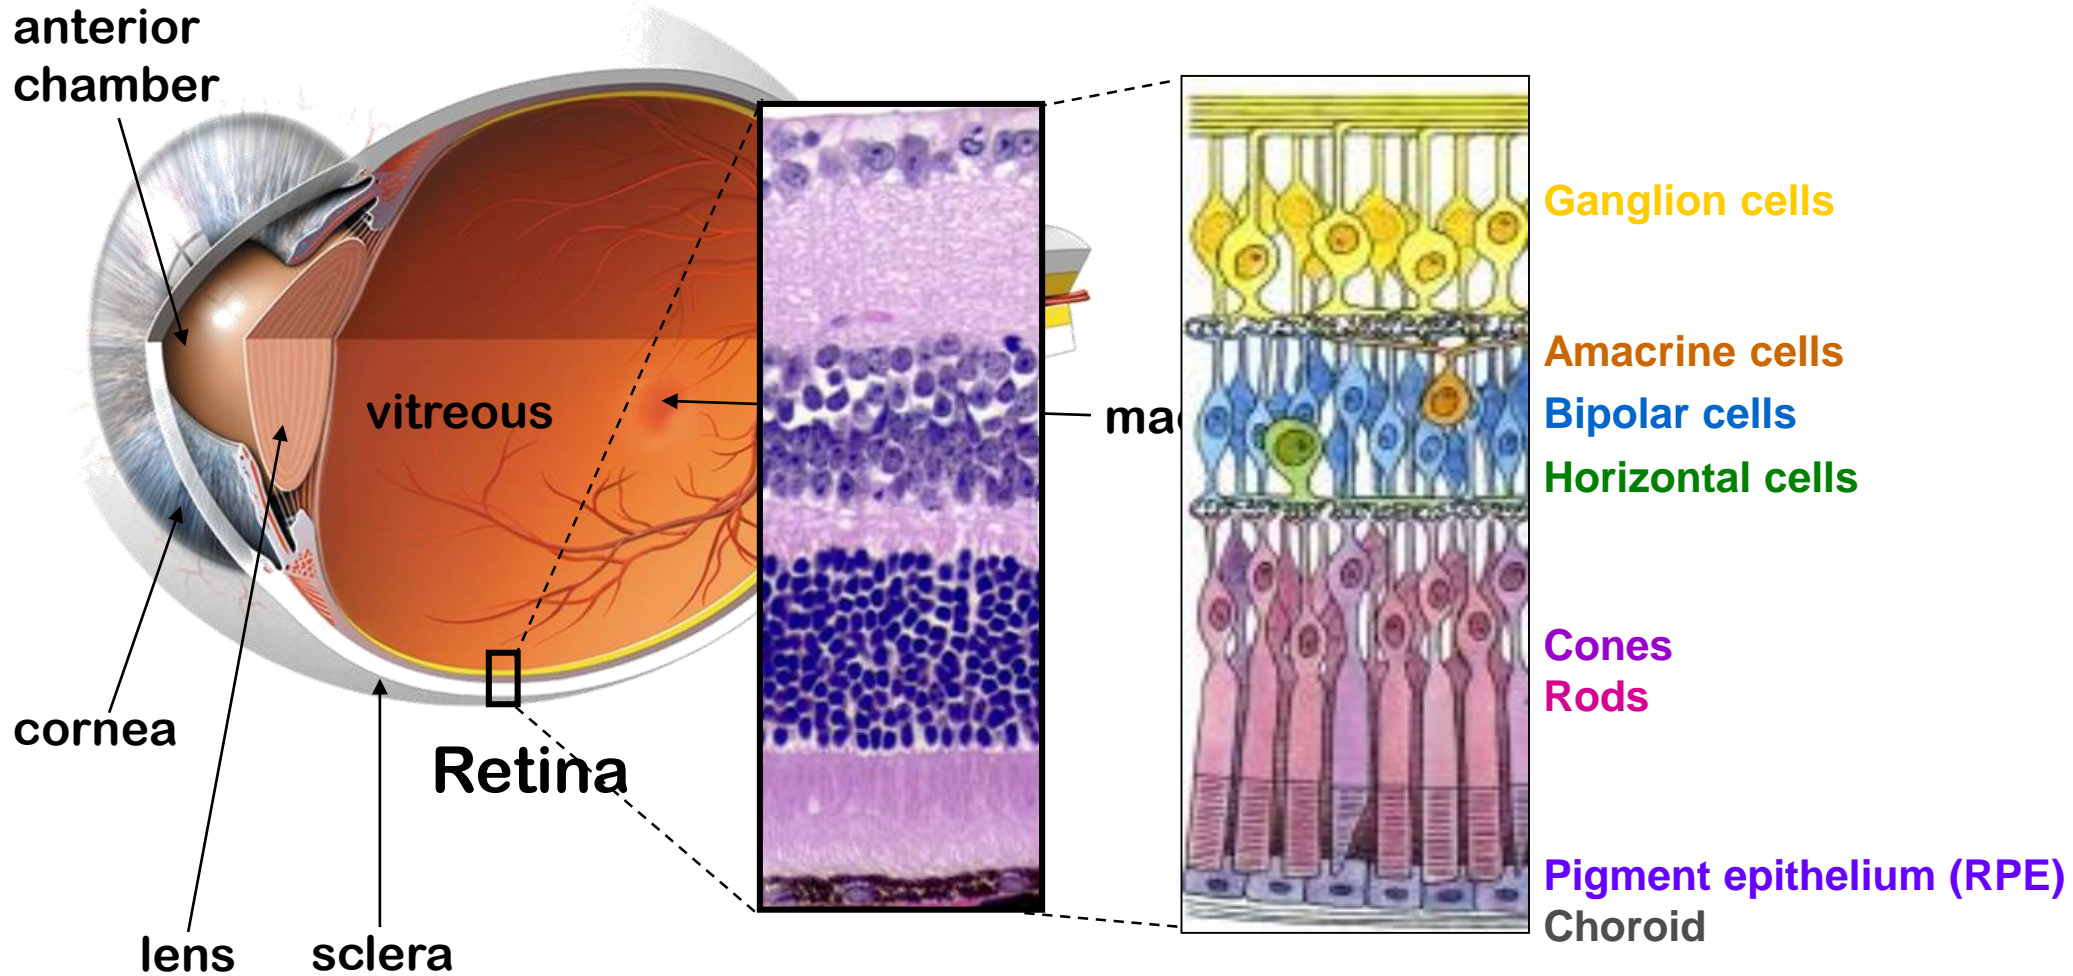 anterior
chamber
vitreous
cornea
Retina
lens
sclera
Ganglion cells
Amacrine cells
Bipolar cells
Horizontal cells
Cones
Rods
Pigment epithelium (RPE)
Choroid